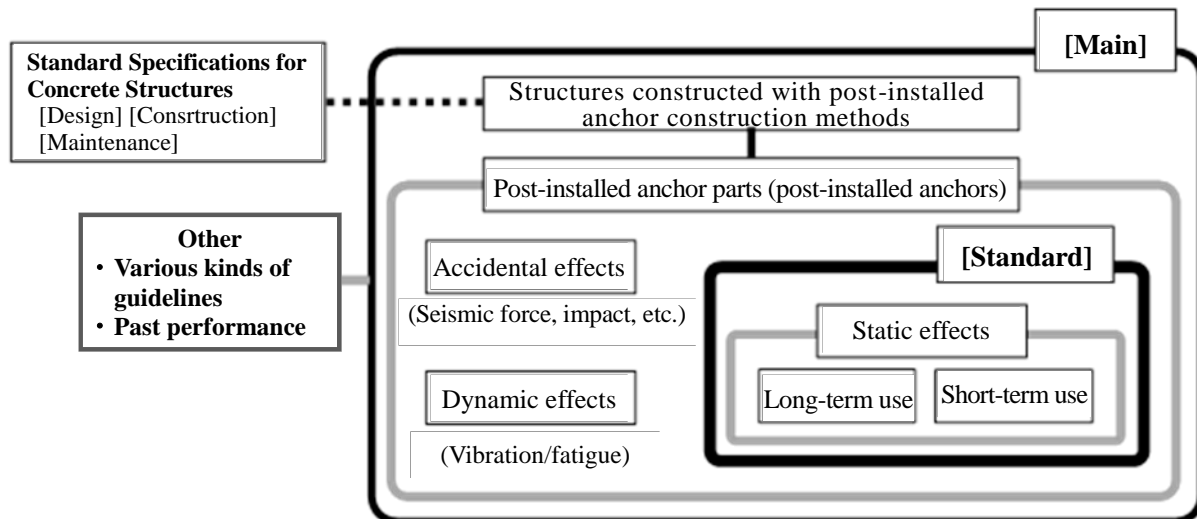 [Main]
Standard Specifications for
Concrete Structures
[Design] [Consrtruction]
[Maintenance]
Structures constructed with post-installed
anchor construction methods
Post-installed anchor parts (post-installed anchors)
Other
・ Various kinds of
guidelines
・ Past performance
Accidental effects
(Seismic force, impact, etc.)
Dynamic effects
(Vibration/fatigue)
[Standard]
Static effects
Long-term use
Short-term use